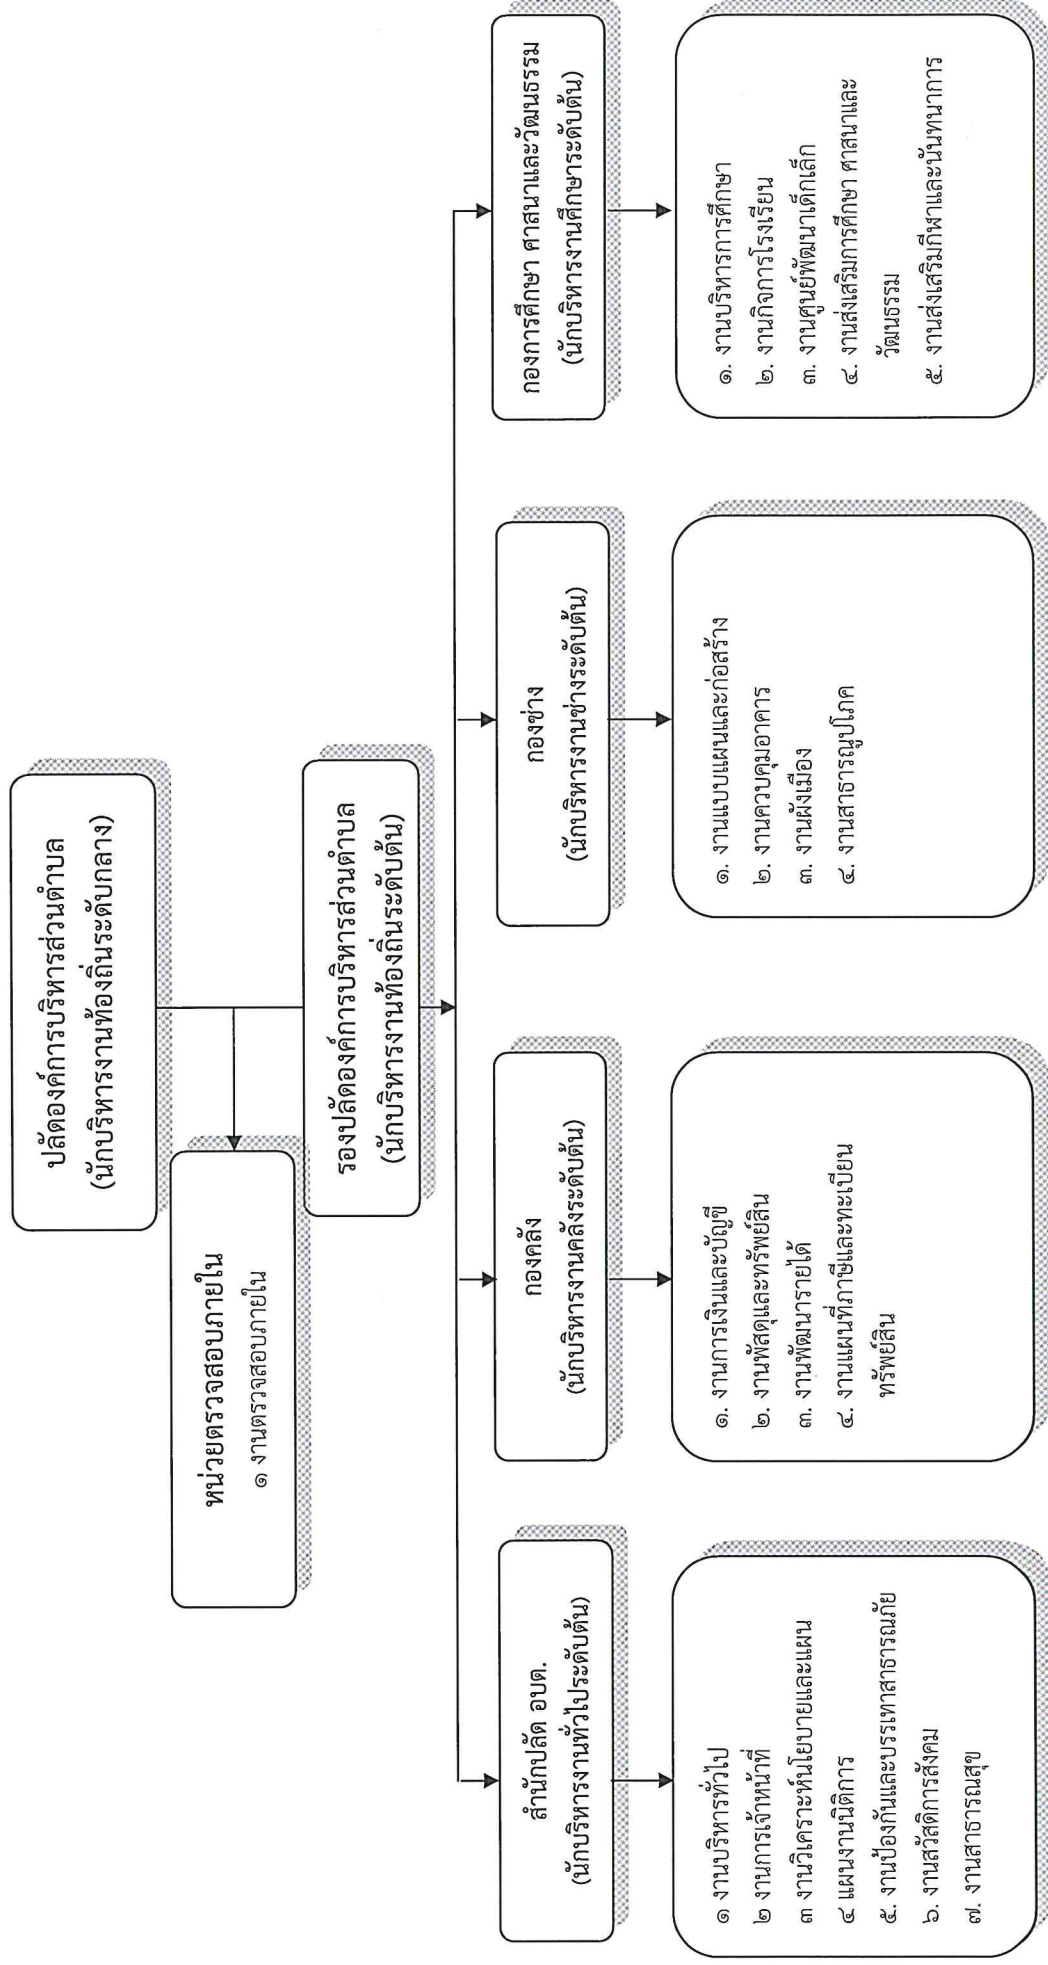 ปลัดองค์การบริหารส่วนตำบล
(นักบริหารงานท้องถิ่นระดับกลาง)
หน่วยตรวจสอบภายใน
๑ งานตรวจสอบภายใน
รองปลัดองค์การบริหารส่วนตำบล
(นักบริหารงานท้องถิ่นระดับต้น)
สำนักปลัด อบต.
(นักบริหารงานทั่วไประดับต้น)
๑ งานบริหารทั่วไป
๒ งานการเจ้าหน้าที่
๓ งานวิเคราะห์นโยบายและแผน
๔ แผนงานนิติการ
๕. งานป้องกันและบรรเทาสาธารณภัย
๖. งานสวัสดิการสังคม
๗. งานสาธารณสุข
กองคลัง
(นักบริหารงานคลังระดับต้น)
๑. งานการเงินและบัญชี
๒. งานพัสดุและทรัพย์สิน
๓. งานพัฒนารายได้
๔. งานแผนที่ภาษีและทะเบียน
ทรัพย์สิน
กองช่าง
(นักบริหารงานช่างระดับต้น)
๑. งานแบบแผนและก่อสร้าง
๒. งานควบคุมอาคาร
๓. งานผังเมือง
๔. งานสาธารณูปโภค
กองการศึกษา ศาสนาและวัฒนธรรม
(นักบริหารงานศึกษาระดับต้น)
๑. งานบริหารการศึกษา
๒. งานกิจการโรงเรียน
๓. งานศูนย์พัฒนาเด็กเล็ก
๔. งานส่งเสริมการศึกษา ศาสนาและ
วัฒนธรรม
๕. งานส่งเสริมกีฬาและนันทนาการ